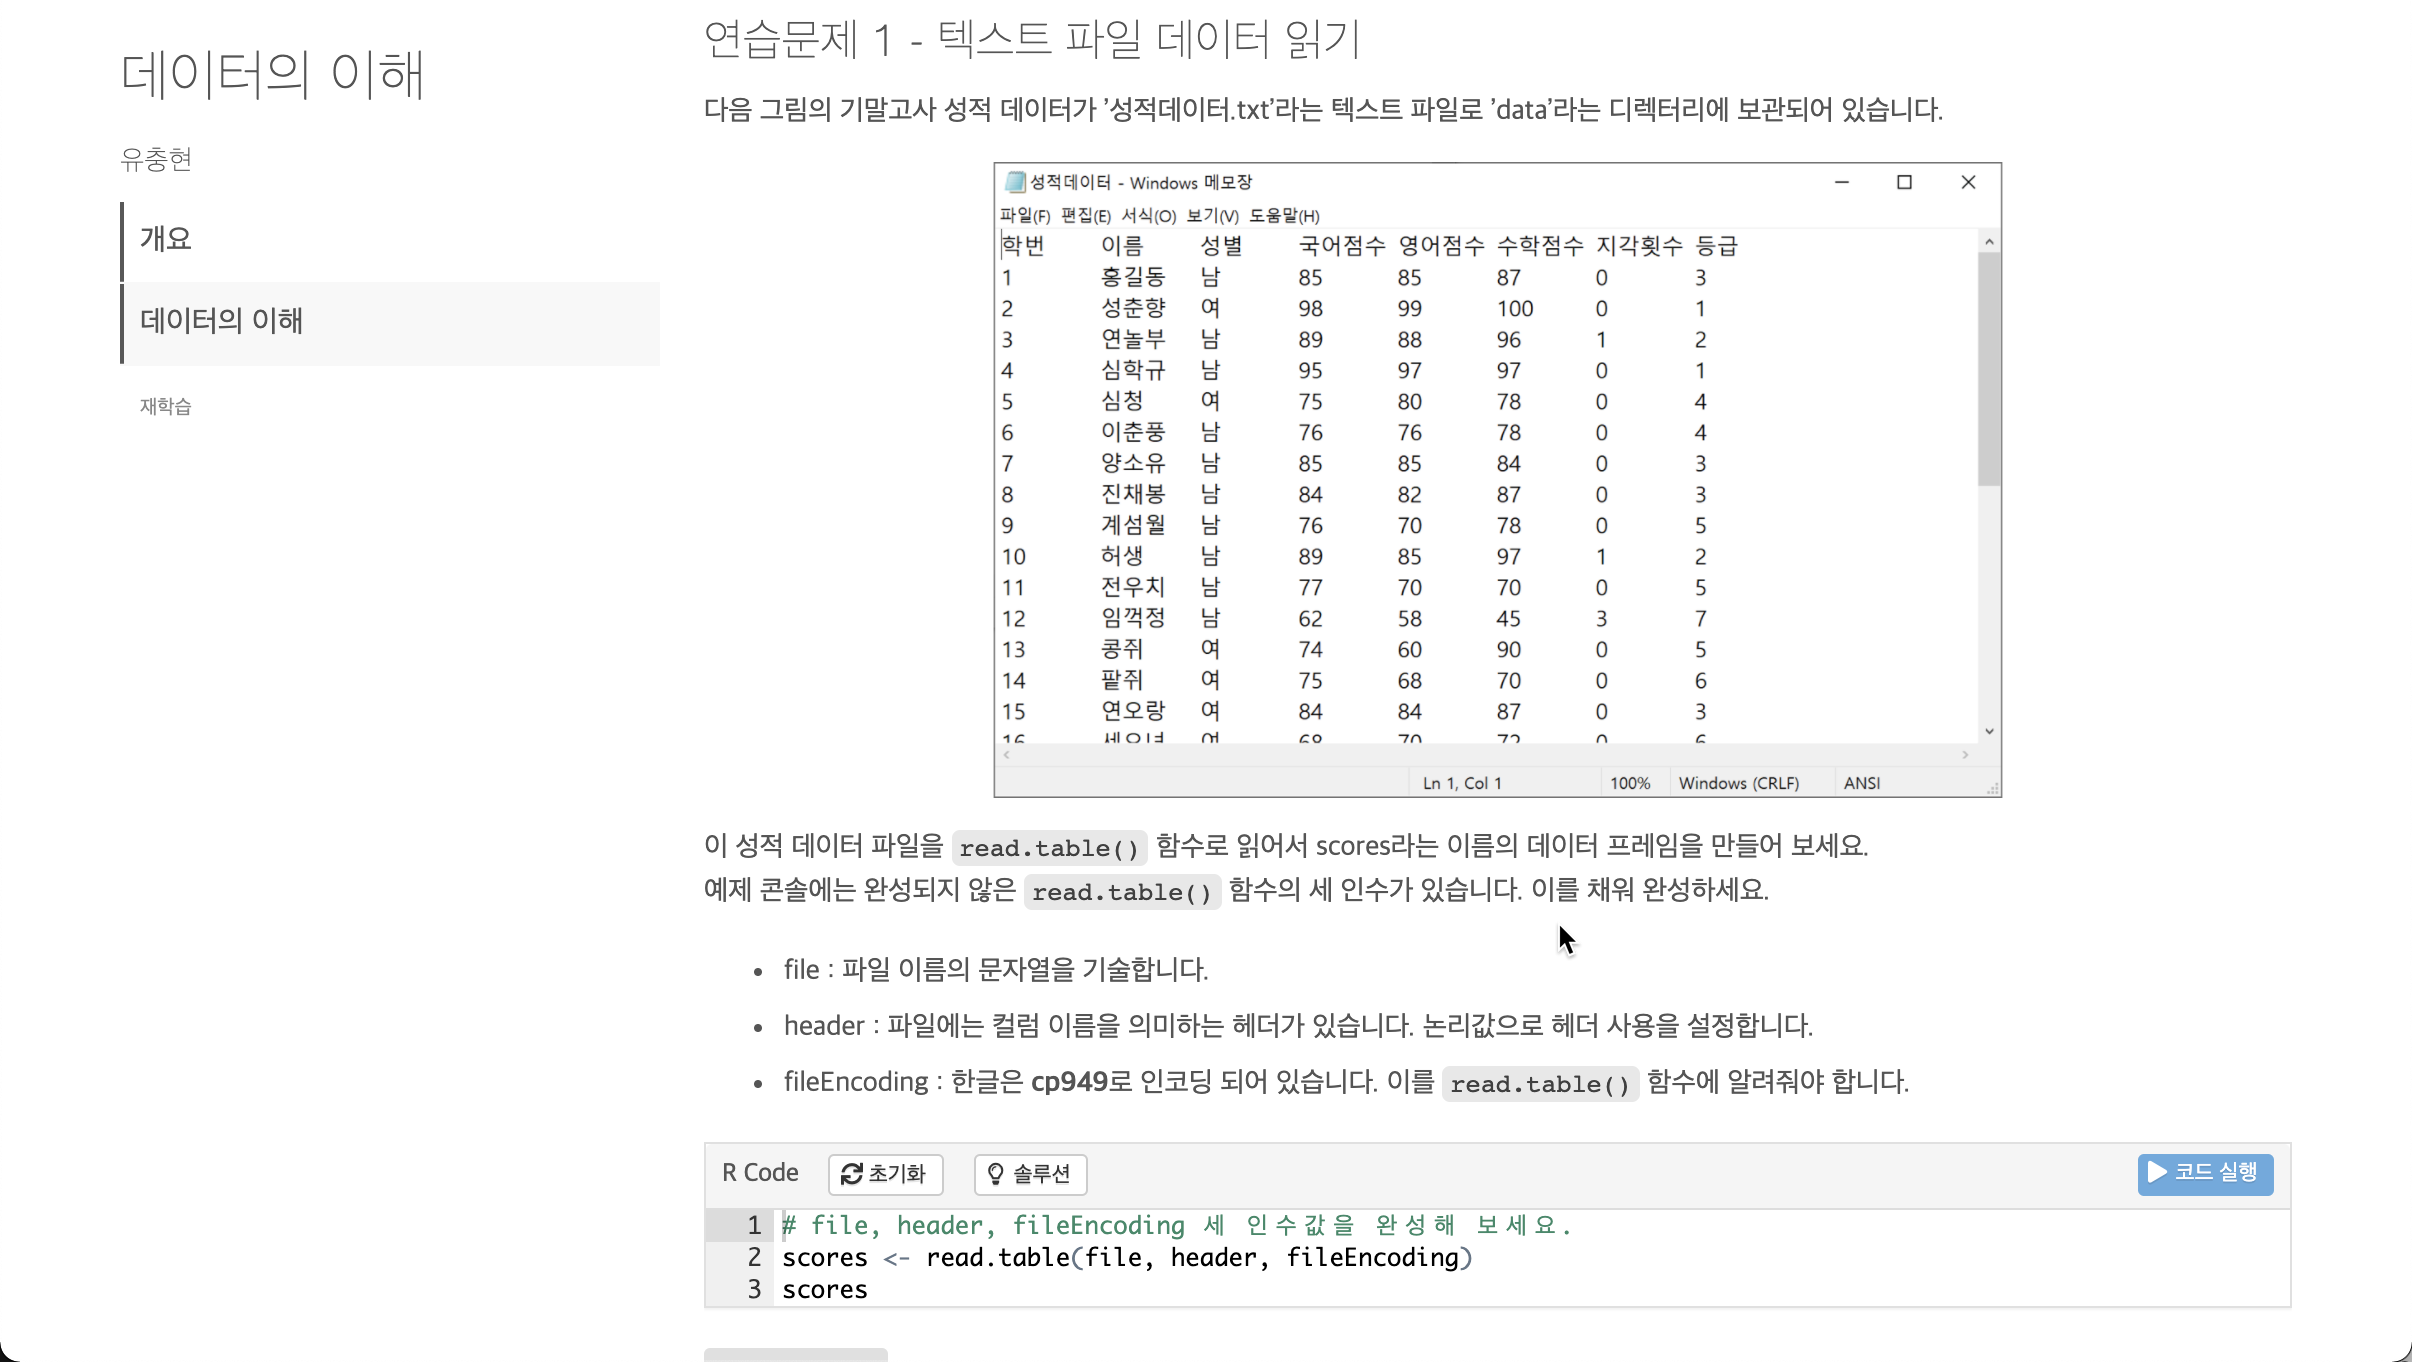 데이터의 이해
유충현
개요
데이터의 이해
재학습
연습문제 1 - 텍스트 파일 데이터 읽기
다음 그림의 기말고사 성적 데이터가 ’성적데이터.txt’라는 텍스트 파일로 ’data’라는 디렉터리에 보관되어 있습니다.
성적데이터 - Windows 메모장
파일(F) 편집(E) 서식(O) 보기(V) 도움말(H)
학번 이름 성별 국어점수 영어점수 수학점수 지각횟수 등급
1 홍길동 남 85 85 87 0 3
2 성춘향 여 98 99 100 0 1
3 연놀부 남 89 88 96 1 2
4 심학규 남 95 97 97 0 1
5 심청 여 75 80 78 0 4
6 이춘풍 남 76 76 78 0 4
7 양소유 남 85 85 84 0 3
8 진채봉 남 84 82 87 0 3
9 계섬월 남 76 70 78 0 5
10 허생 남 89 85 97 1 2
11 전우치 남 77 70 70 0 5
12 임꺽정 남 62 58 45 3 7
13 콩쥐 여 74 60 90 0 5
14 팥쥐 여 75 68 70 0 6
15 연오랑 여 84 84 87 0 3
16 세오녀 여 68 70 72 0 6
Ln 1, Col 1 100% Windows (CRLF) ANSI
이 성적 데이터 파일을 read.table() 함수로 읽어서 scores라는 이름의 데이터 프레임을 만들어 보세요.
예제 콘솔에는 완성되지 않은 read.table() 함수의 세 인수가 있습니다. 이를 채워 완성하세요.
• file : 파일 이름의 문자열을 기술합니다.
• header : 파일에는 컬럼 이름을 의미하는 헤더가 있습니다. 논리값으로 헤더 사용을 설정합니다.
• fileEncoding : 한글은 cp949로 인코딩 되어 있습니다. 이를 read.table() 함수에 알려줘야 합니다.
R Code 초기화 솔루션 코드 실행
1 # file, header, fileEncoding 세 인수값을 완성해 보세요.
2 scores <- read.table(file, header, fileEncoding)
3 scores